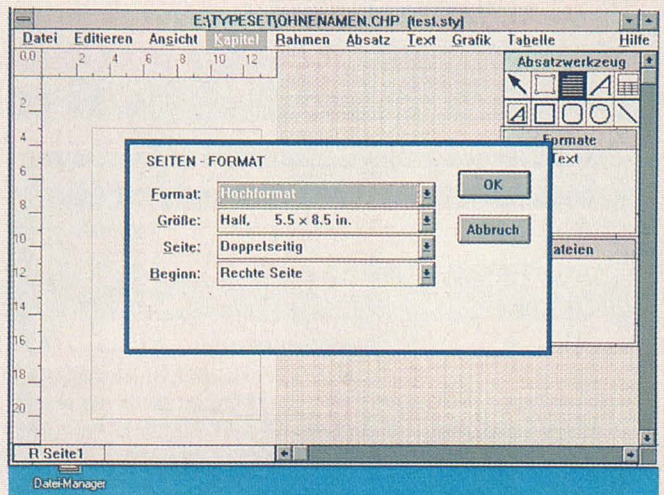 E:\TYPESET\OHNENAMEN.CHP [test.sty]
Datei Editieren Ansicht Kapitel Rahmen Absatz Text Grafik Tabelle Hilfe
0,0 2 4 6 8 10 12
Absatzwerkzeug
2
4
6
8
10
12
14
16
18
20
Formate
Text
ateien
SEITEN - FORMAT
Format: Hochformat
OK
Größe: Half, 5.5 x 8.5 in.
Abbruch
Seite: Doppelseitig
Beginn: Rechte Seite
R Seite1
Datei-Manager